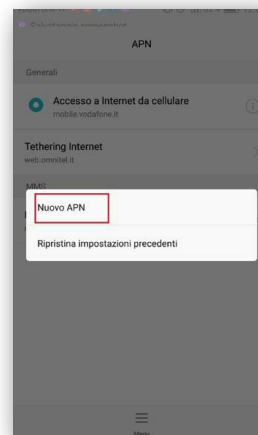 APN
Generali
Accesso a Internet da cellulare
mobile.vodafone.it
Tethering Internet
web.omnitel.it
MMS
Nuovo APN
Ripristina impostazioni precedenti
Menu